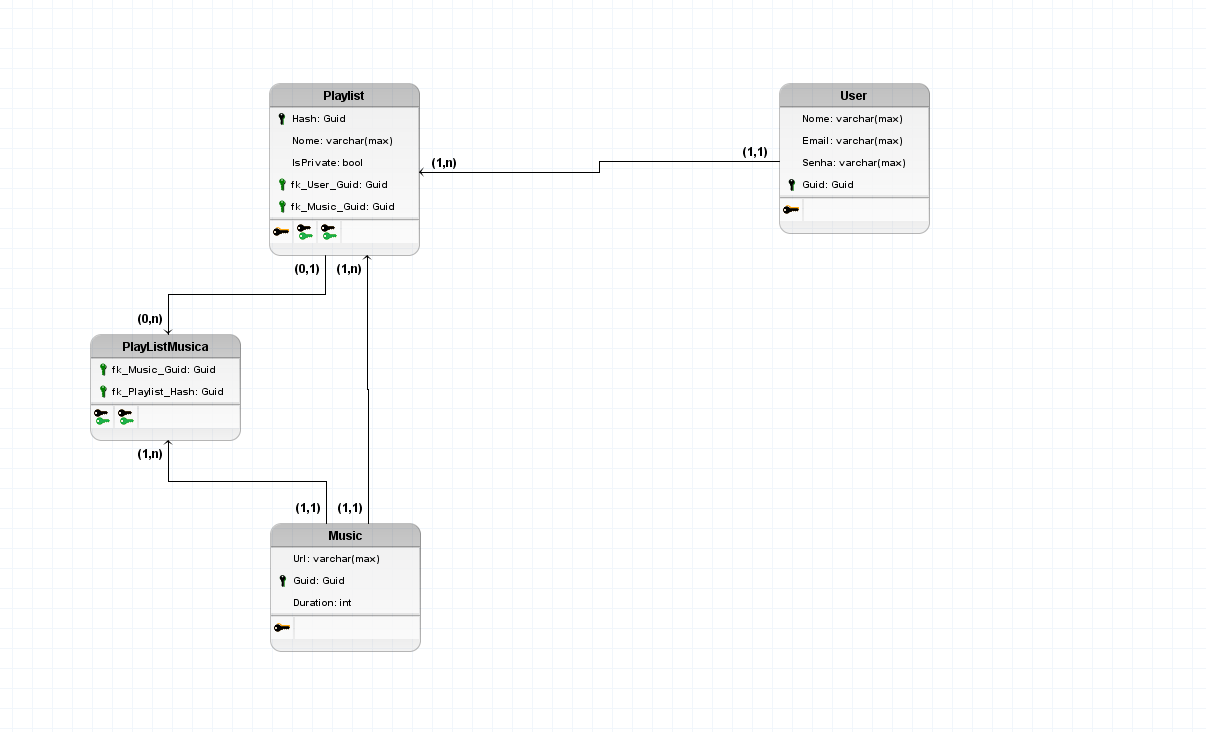 Playlist
Hash: Guid
Nome: varchar(max)
IsPrivate: bool
fk_User_Guid: Guid
fk_Music_Guid: Guid
User
Nome: varchar(max)
Email: varchar(max)
Senha: varchar(max)
Guid: Guid
(1,n)
(1,1)
(0,1)
(1,n)
(0,n)
PlayListMusica
fk_Music_Guid: Guid
fk_Playlist_Hash: Guid
(1,n)
(1,1)
(1,1)
Music
Url: varchar(max)
Guid: Guid
Duration: int